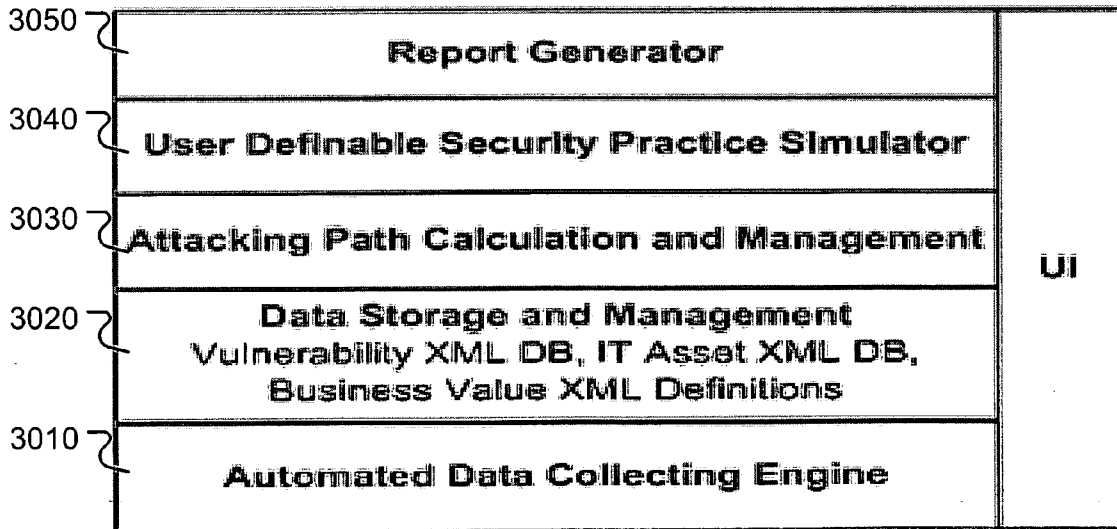 3050
Report Generator
3040
User Definable Security Practice Simulator
3030
Attacking Path Calculation and Management
UI
3020
Data Storage and Management
Vulnerability XML DB, IT Asset XML DB,
Business Value XML Definitions
3010
Automated Data Collecting Engine